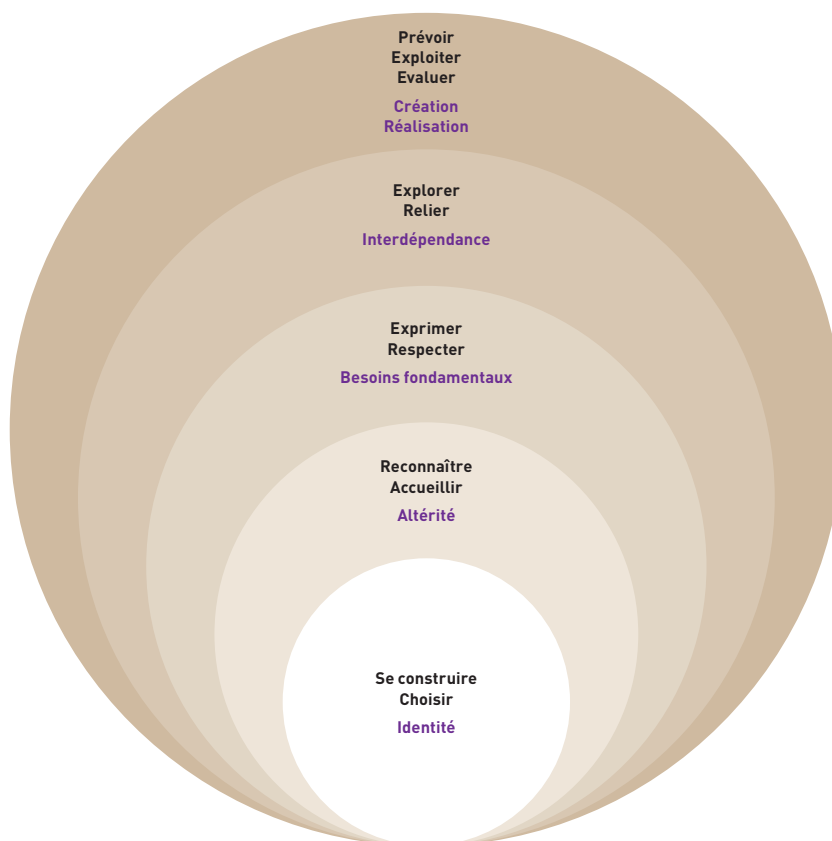 Prévoir
Exploiter
Evaluer
Création
Réalisation
Explorer
Relier
Interdépendance
Exprimer
Respecter
Besoins fondamentaux
Reconnaître
Accueillir
Altérité
Se construire
Choisir
Identité